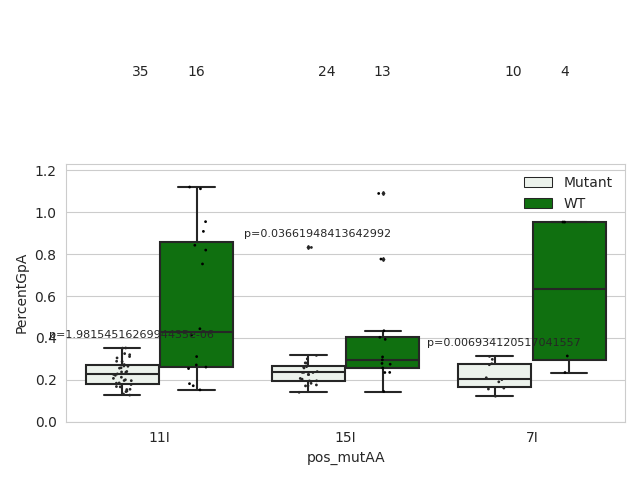 35 16 24 13 10 4
1.2
1.0
0.8
0.6
0.4
0.2
0.0
PercentGpA
Mutant
WT
p=0.03661948413642992
p=1.9815451626994435e-06
p=0.006934120517041557
11I 15I 7I
pos_mutAA